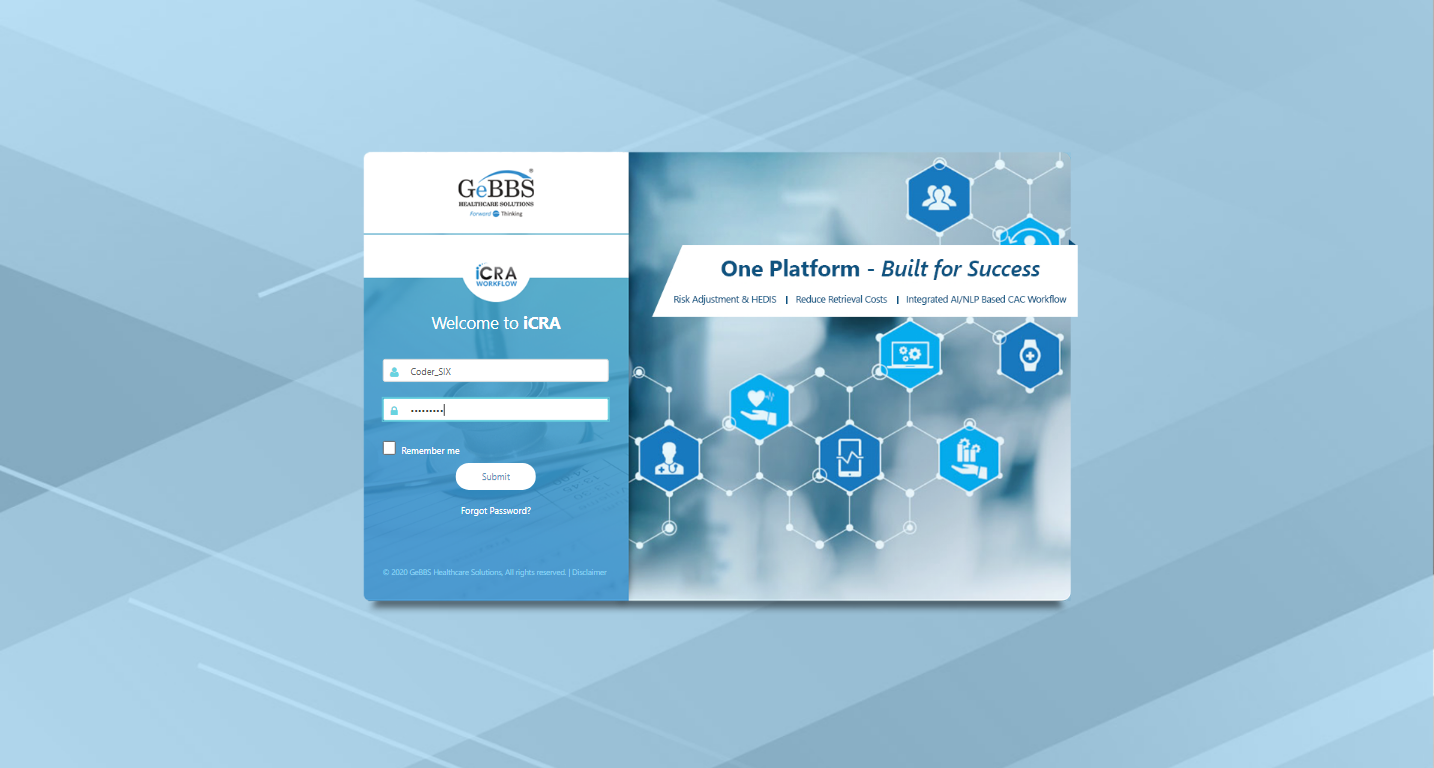 GeBBS®
HEALTHCARE SOLUTIONS
Forward Thinking
iCRA
WORKFLOW
Welcome to iCRA
Coder_SIX
•••••••••
Remember me
Submit
Forgot Password?
© 2020 GeBBS Healthcare Solutions, All rights reserved. | Disclaimer
One Platform - Built for Success
Risk Adjustment & HEDIS | Reduce Retrieval Costs | Integrated AI/NLP Based CAC Workflow